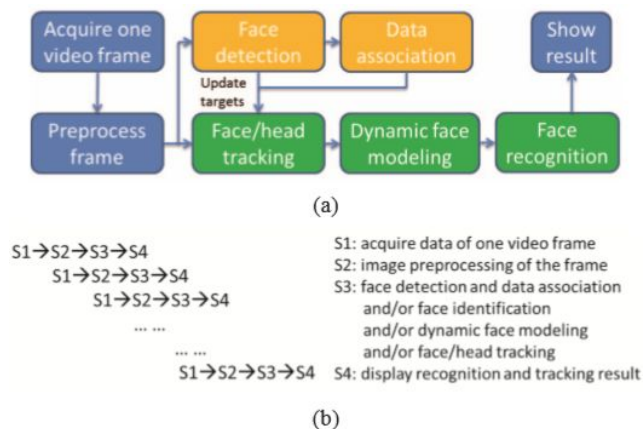 Acquire one
video frame
Face
detection
Data
association
Show
result
Update
targets
Preprocess
frame
Face/head
tracking
Dynamic face
modeling
Face
recognition
(a)
S1→S2→S3→S4
S1→S2→S3→S4
S1→S2→S3→S4
... ...
... ...
S1→S2→S3→S4
S1: acquire data of one video frame
S2: image preprocessing of the frame
S3: face detection and data association
and/or face identification
and/or dynamic face modeling
and/or face/head tracking
S4: display recognition and tracking result
(b)